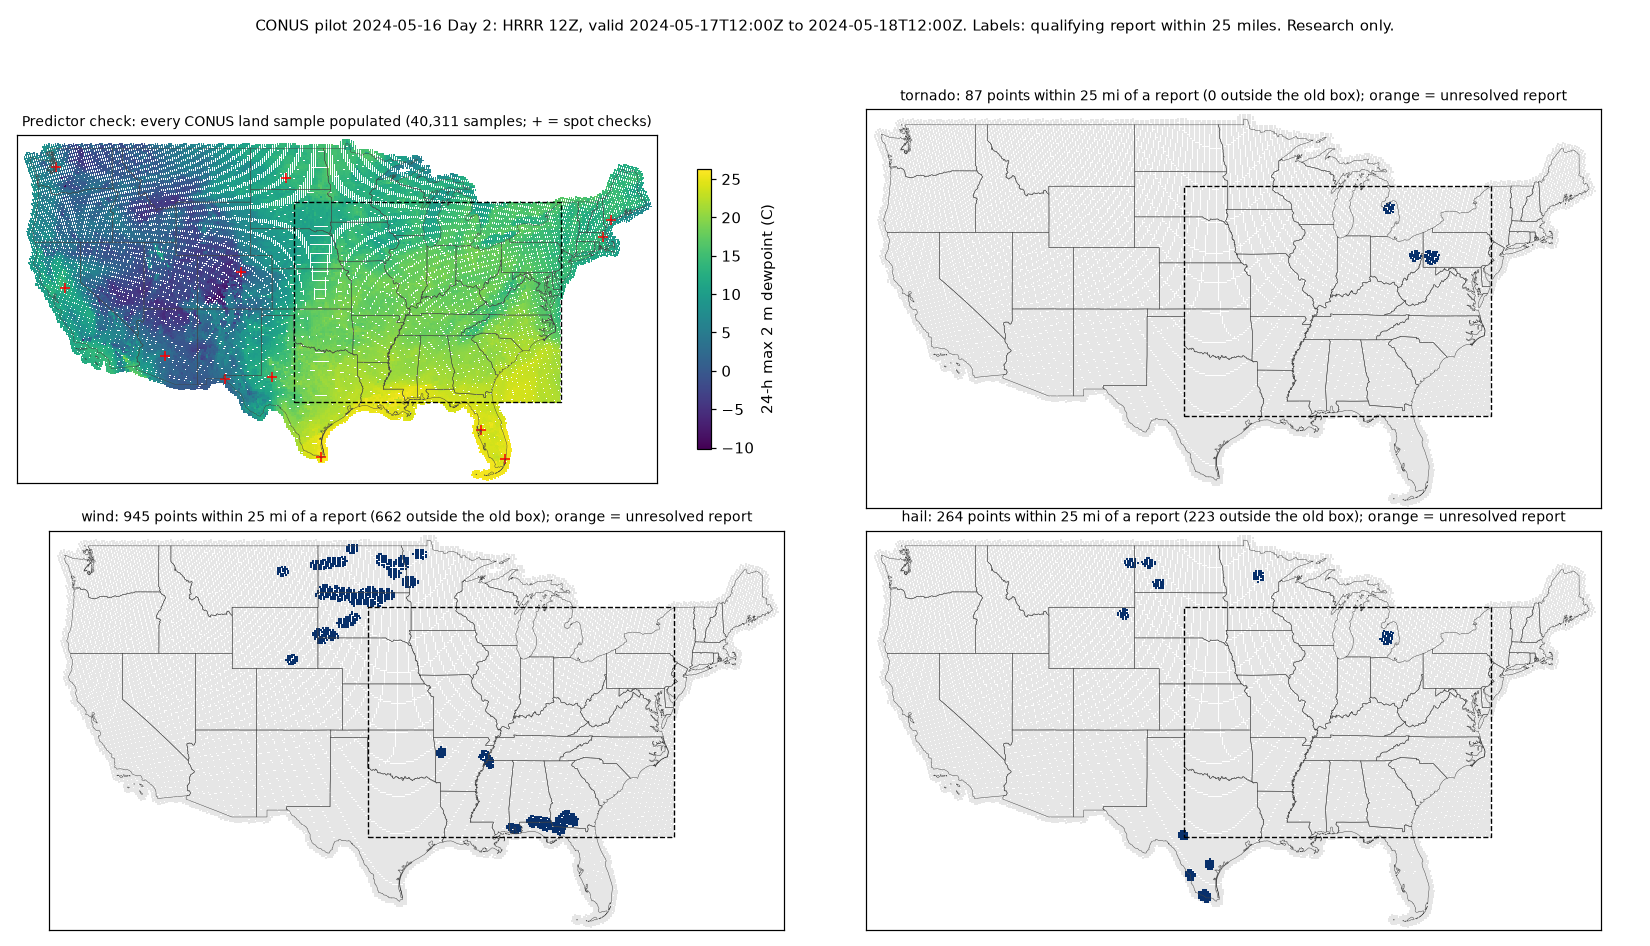 CONUS pilot 2024-05-16 Day 2: HRRR 12Z, valid 2024-05-17T12:00Z to 2024-05-18T12:00Z. Labels: qualifying report within 25 miles. Research only.
Predictor check: every CONUS land sample populated (40,311 samples; + = spot checks)
25
20
15
10
5
0
−5
−10
24-h max 2 m dewpoint (C)
tornado: 87 points within 25 mi of a report (0 outside the old box); orange = unresolved report
wind: 945 points within 25 mi of a report (662 outside the old box); orange = unresolved report
hail: 264 points within 25 mi of a report (223 outside the old box); orange = unresolved report